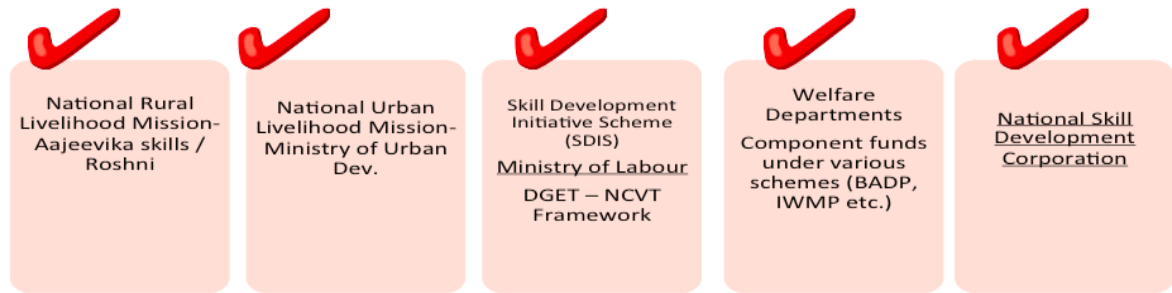 National Rural
Livelihood Mission-
Aajeevika skills /
Roshni
National Urban
Livelihood Mission-
Ministry of Urban
Dev.
Skill Development
Initiative Scheme
(SDIS)
Ministry of Labour
DGET – NCVT
Framework
Welfare
Departments
Component funds
under various
schemes (BADP,
IWMP etc.)
National Skill
Development
Corporation